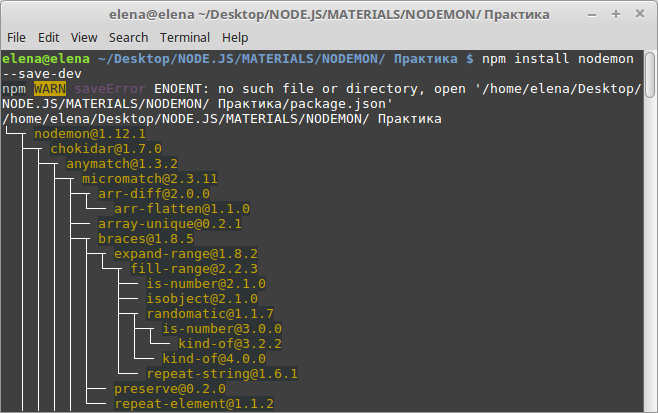 elena@elena ~/Desktop/NODE.JS/MATERIALS/NODEMON/ Практика
File Edit View Search Terminal Help
elena@elena ~/Desktop/NODE.JS/MATERIALS/NODEMON/ Практика $ npm install nodemon
--save-dev
npm WARN saveError ENOENT: no such file or directory, open '/home/elena/Desktop/
NODE.JS/MATERIALS/NODEMON/ Практика/package.json'
/home/elena/Desktop/NODE.JS/MATERIALS/NODEMON/ Практика
└─┬ nodemon@1.12.1
  ├─┬ chokidar@1.7.0
  │ ├─┬ anymatch@1.3.2
  │ │ ├─┬ micromatch@2.3.11
  │ │ │ ├─┬ arr-diff@2.0.0
  │ │ │ │ └── arr-flatten@1.1.0
  │ │ │ ├── array-unique@0.2.1
  │ │ │ ├─┬ braces@1.8.5
  │ │ │ │ ├─┬ expand-range@1.8.2
  │ │ │ │ │ └─┬ fill-range@2.2.3
  │ │ │ │ │   ├── is-number@2.1.0
  │ │ │ │ │   ├── isobject@2.1.0
  │ │ │ │ │   ├─┬ randomatic@1.1.7
  │ │ │ │ │   │ ├─┬ is-number@3.0.0
  │ │ │ │ │   │ │ └── kind-of@3.2.2
  │ │ │ │ │   │ └── kind-of@4.0.0
  │ │ │ │ │   └── repeat-string@1.6.1
  │ │ │ │ ├── preserve@0.2.0
  │ │ │ │ └── repeat-element@1.1.2